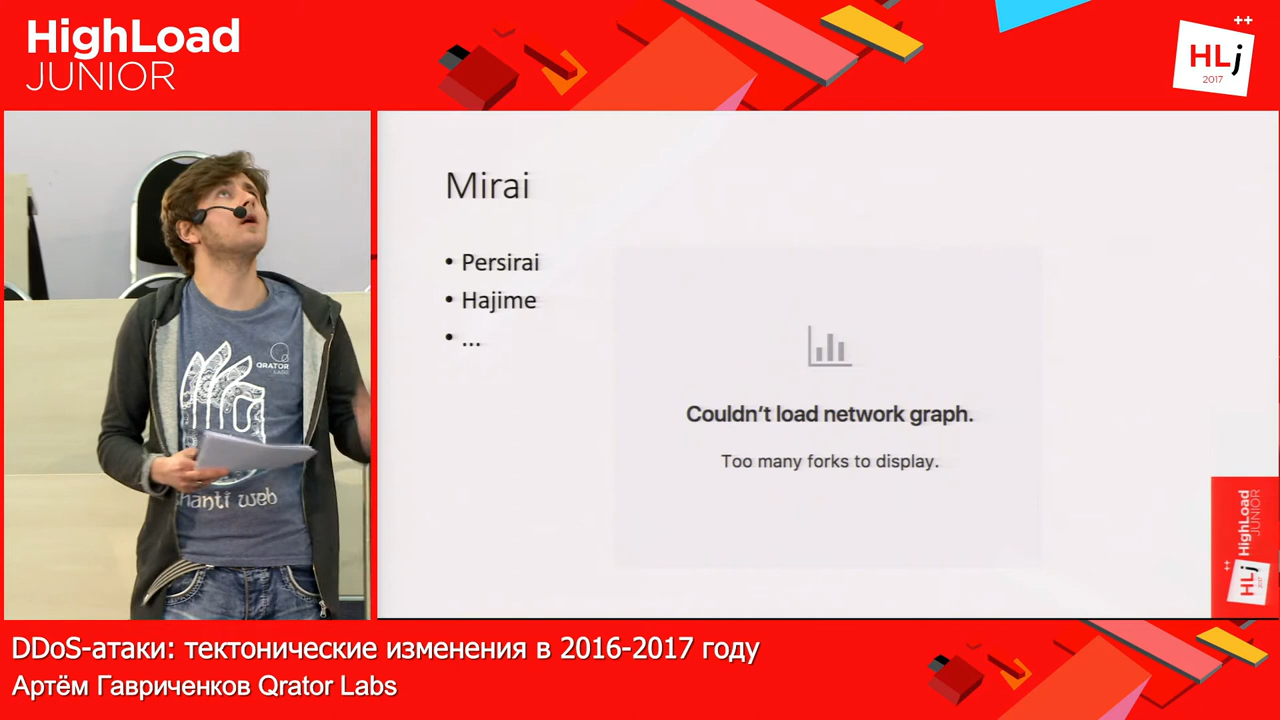 HighLoad
JUNIOR
++
HLj
2017
Mirai
• Persirai
• Hajime
• ...
Couldn't load network graph.
Too many forks to display.
QRATOR
LABS
shanti web
HighLoad
JUNIOR
++
HLj
DDoS-атаки: тектонические изменения в 2016-2017 году
Артём Гавриченков Qrator Labs